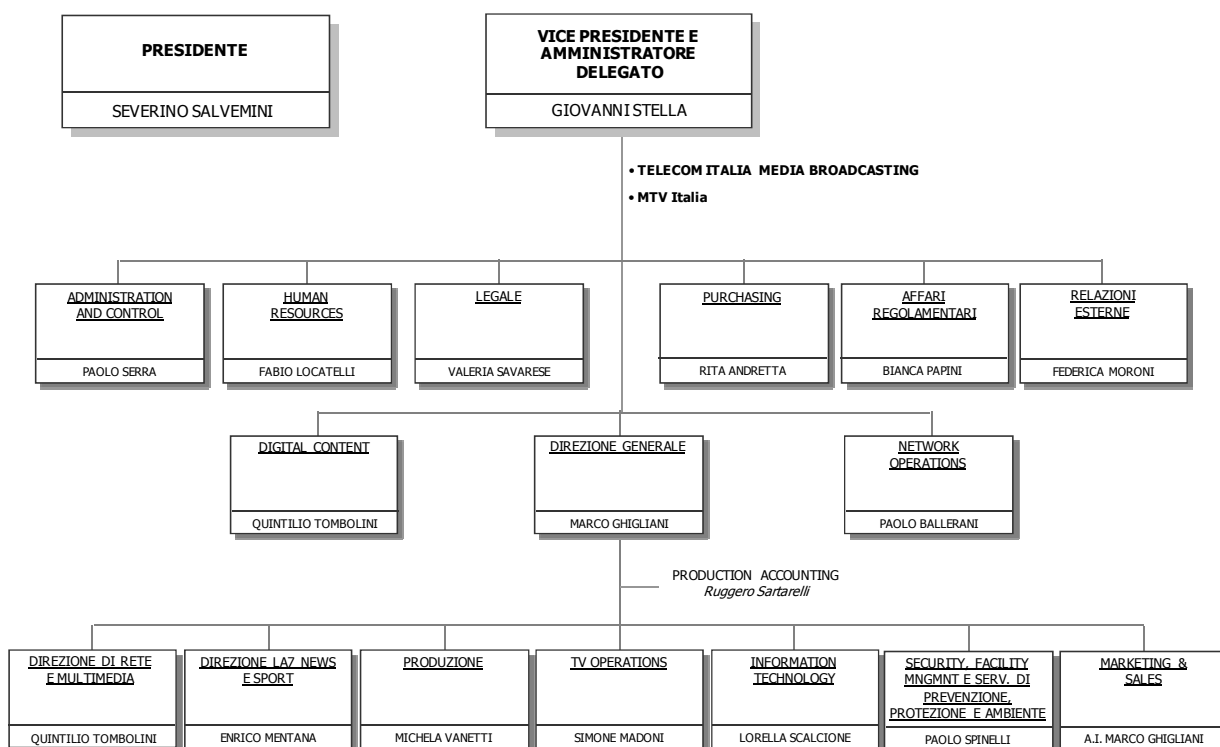 PRESIDENTE
SEVERINO SALVEMINI
VICE PRESIDENTE E
AMMINISTRATORE
DELEGATO
GIOVANNI STELLA
• TELECOM ITALIA MEDIA BROADCASTING
• MTV Italia
ADMINISTRATION
AND CONTROL
PAOLO SERRA
HUMAN
RESOURCES
FABIO LOCATELLI
LEGALE
VALERIA SAVARESE
PURCHASING
RITA ANDRETTA
AFFARI
REGOLAMENTARI
BIANCA PAPINI
RELAZIONI
ESTERNE
FEDERICA MORONI
DIGITAL CONTENT
QUINTILIO TOMBOLINI
DIREZIONE GENERALE
MARCO GHIGLIANI
NETWORK
OPERATIONS
PAOLO BALLERANI
PRODUCTION ACCOUNTING
Ruggero Sartarelli
DIREZIONE DI RETE
E MULTIMEDIA
QUINTILIO TOMBOLINI
DIREZIONE LA7 NEWS
E SPORT
ENRICO MENTANA
PRODUZIONE
MICHELA VANETTI
TV OPERATIONS
SIMONE MADONI
INFORMATION
TECHNOLOGY
LORELLA SCALCIONE
SECURITY, FACILITY
MNGMNT E SERV. DI
PREVENZIONE,
PROTEZIONE E AMBIENTE
PAOLO SPINELLI
MARKETING &
SALES
A.I. MARCO GHIGLIANI